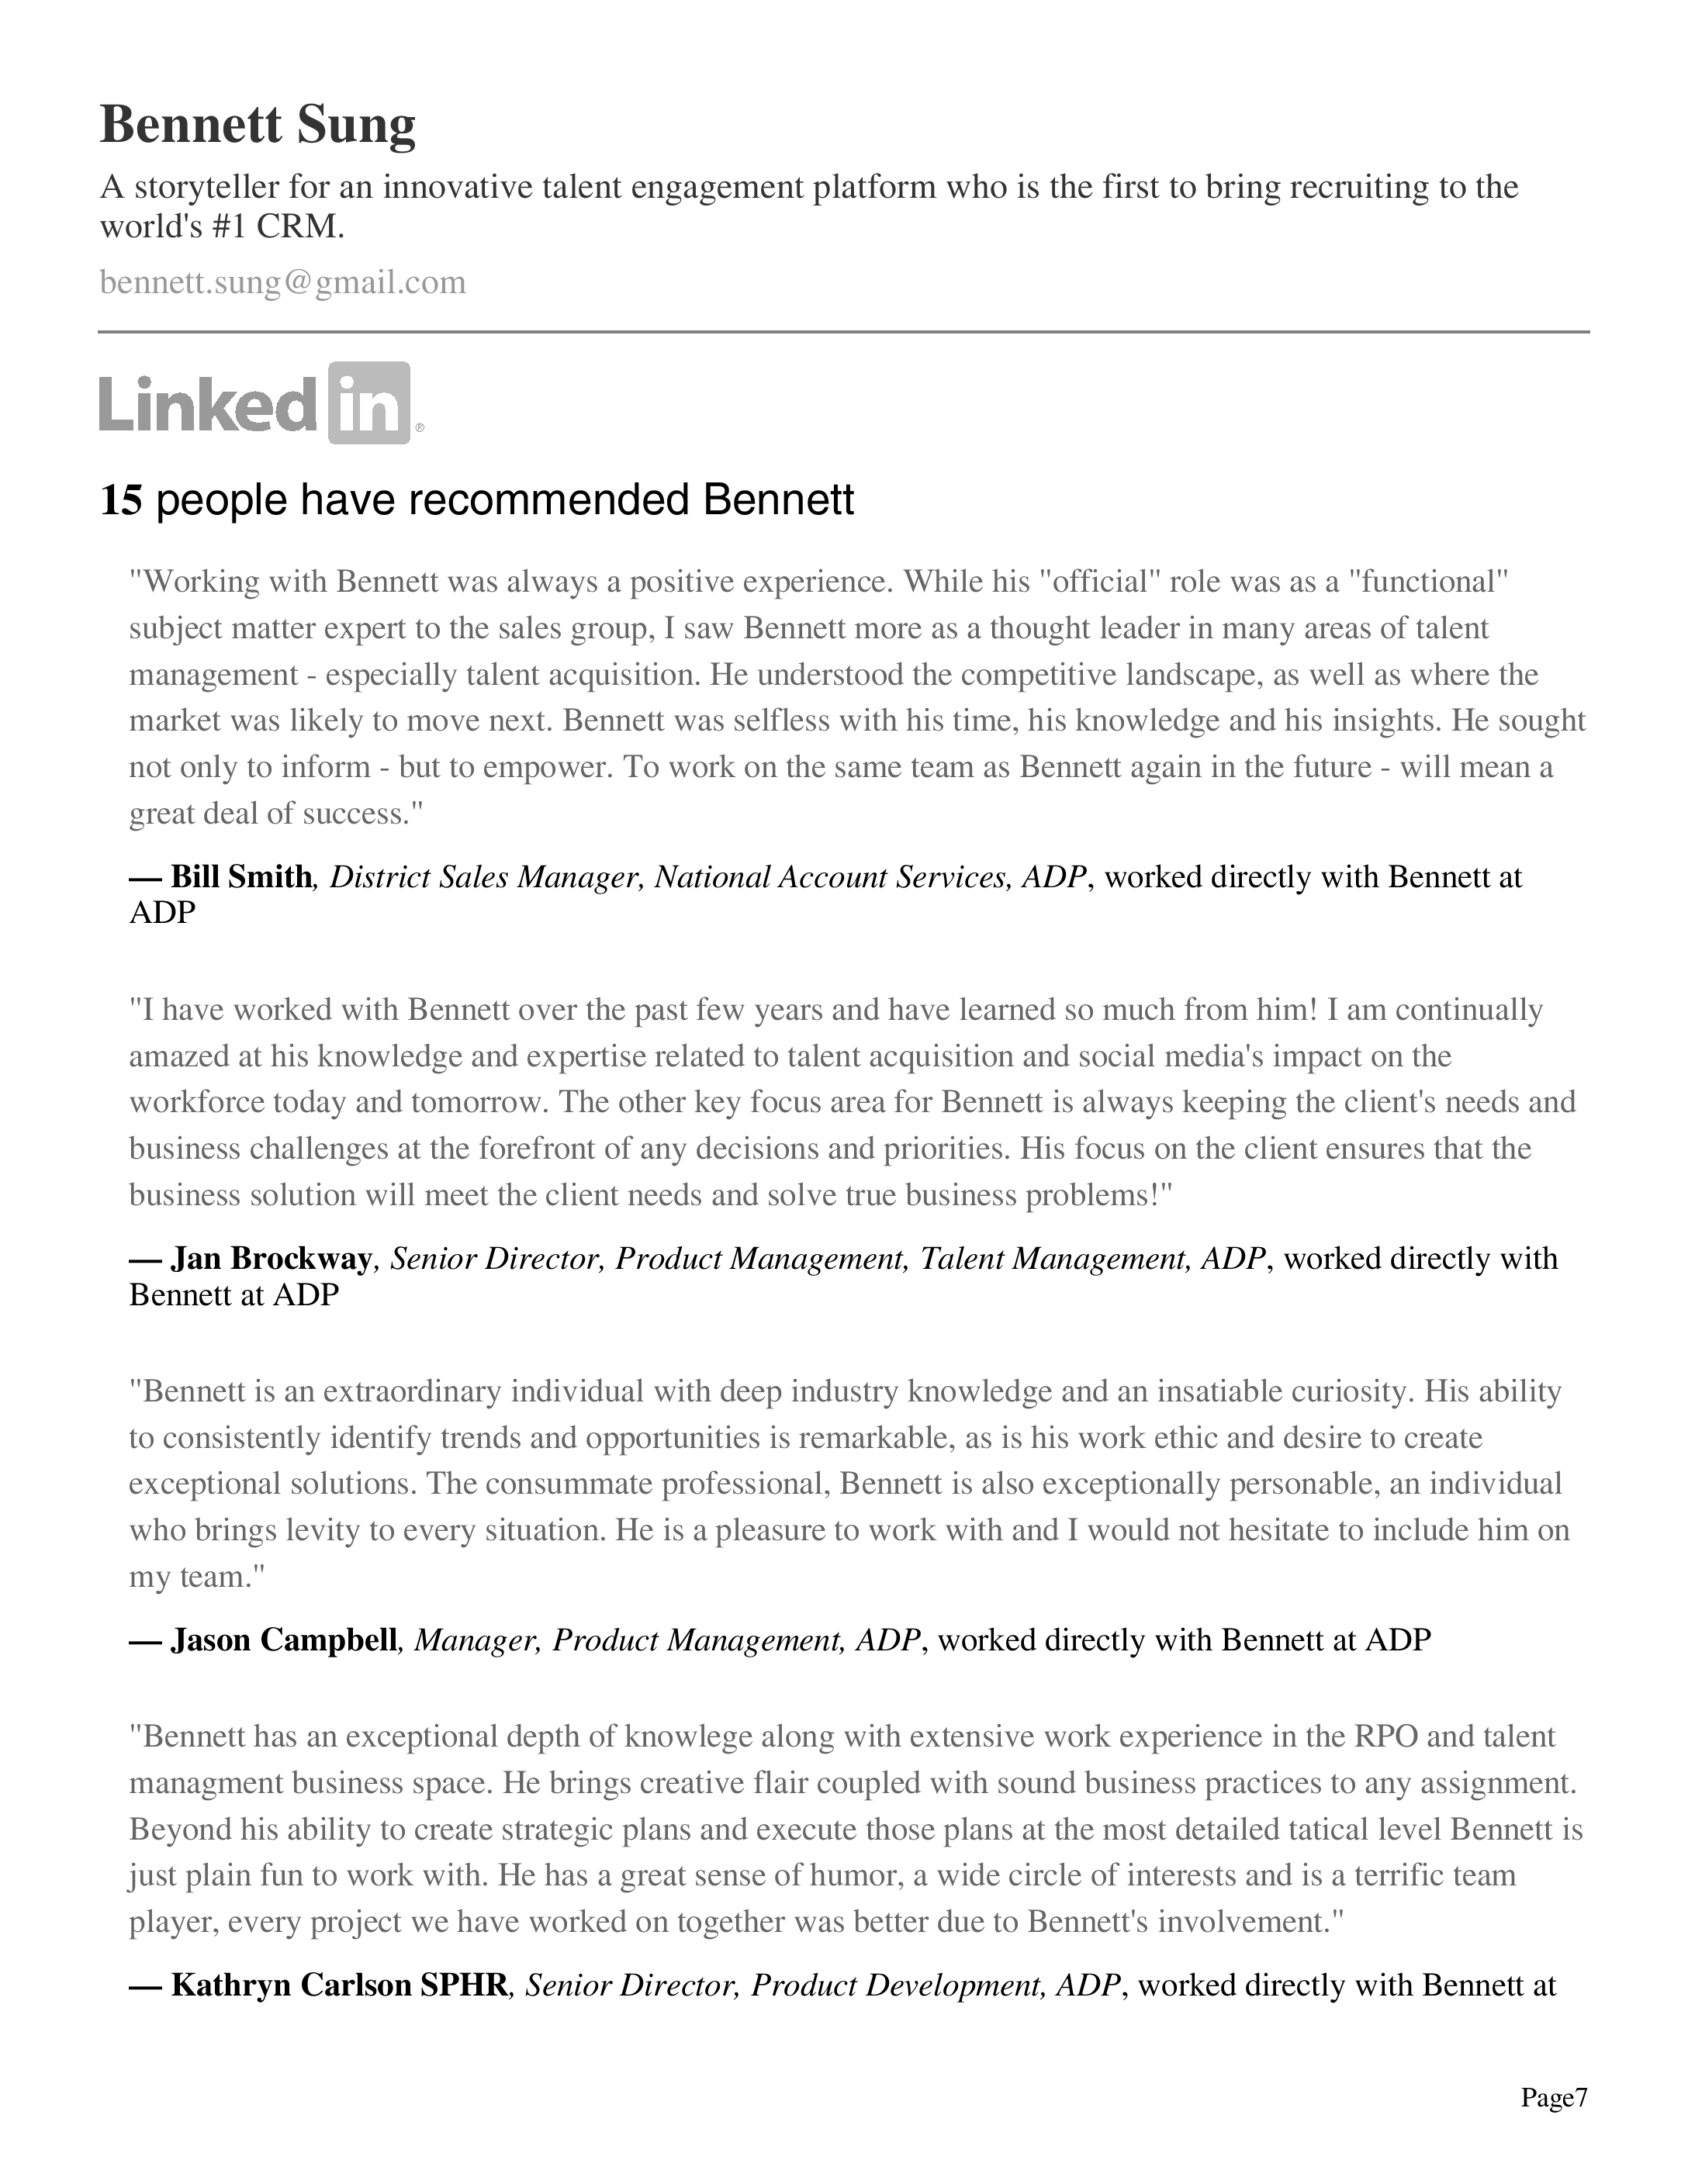 Bennett Sung
A storyteller for an innovative talent engagement platform who is the first to bring recruiting to the
world's #1 CRM.
bennett.sung@gmail.com
Linked in ®
15 people have recommended Bennett
"Working with Bennett was always a positive experience. While his "official" role was as a "functional"
subject matter expert to the sales group, I saw Bennett more as a thought leader in many areas of talent
management - especially talent acquisition. He understood the competitive landscape, as well as where the
market was likely to move next. Bennett was selfless with his time, his knowledge and his insights. He sought
not only to inform - but to empower. To work on the same team as Bennett again in the future - will mean a
great deal of success."
— Bill Smith, District Sales Manager, National Account Services, ADP, worked directly with Bennett at
ADP
"I have worked with Bennett over the past few years and have learned so much from him! I am continually
amazed at his knowledge and expertise related to talent acquisition and social media's impact on the
workforce today and tomorrow. The other key focus area for Bennett is always keeping the client's needs and
business challenges at the forefront of any decisions and priorities. His focus on the client ensures that the
business solution will meet the client needs and solve true business problems!"
— Jan Brockway, Senior Director, Product Management, Talent Management, ADP, worked directly with
Bennett at ADP
"Bennett is an extraordinary individual with deep industry knowledge and an insatiable curiosity. His ability
to consistently identify trends and opportunities is remarkable, as is his work ethic and desire to create
exceptional solutions. The consummate professional, Bennett is also exceptionally personable, an individual
who brings levity to every situation. He is a pleasure to work with and I would not hesitate to include him on
my team."
— Jason Campbell, Manager, Product Management, ADP, worked directly with Bennett at ADP
"Bennett has an exceptional depth of knowlege along with extensive work experience in the RPO and talent
managment business space. He brings creative flair coupled with sound business practices to any assignment.
Beyond his ability to create strategic plans and execute those plans at the most detailed tatical level Bennett is
just plain fun to work with. He has a great sense of humor, a wide circle of interests and is a terrific team
player, every project we have worked on together was better due to Bennett's involvement."
— Kathryn Carlson SPHR, Senior Director, Product Development, ADP, worked directly with Bennett at
Page7